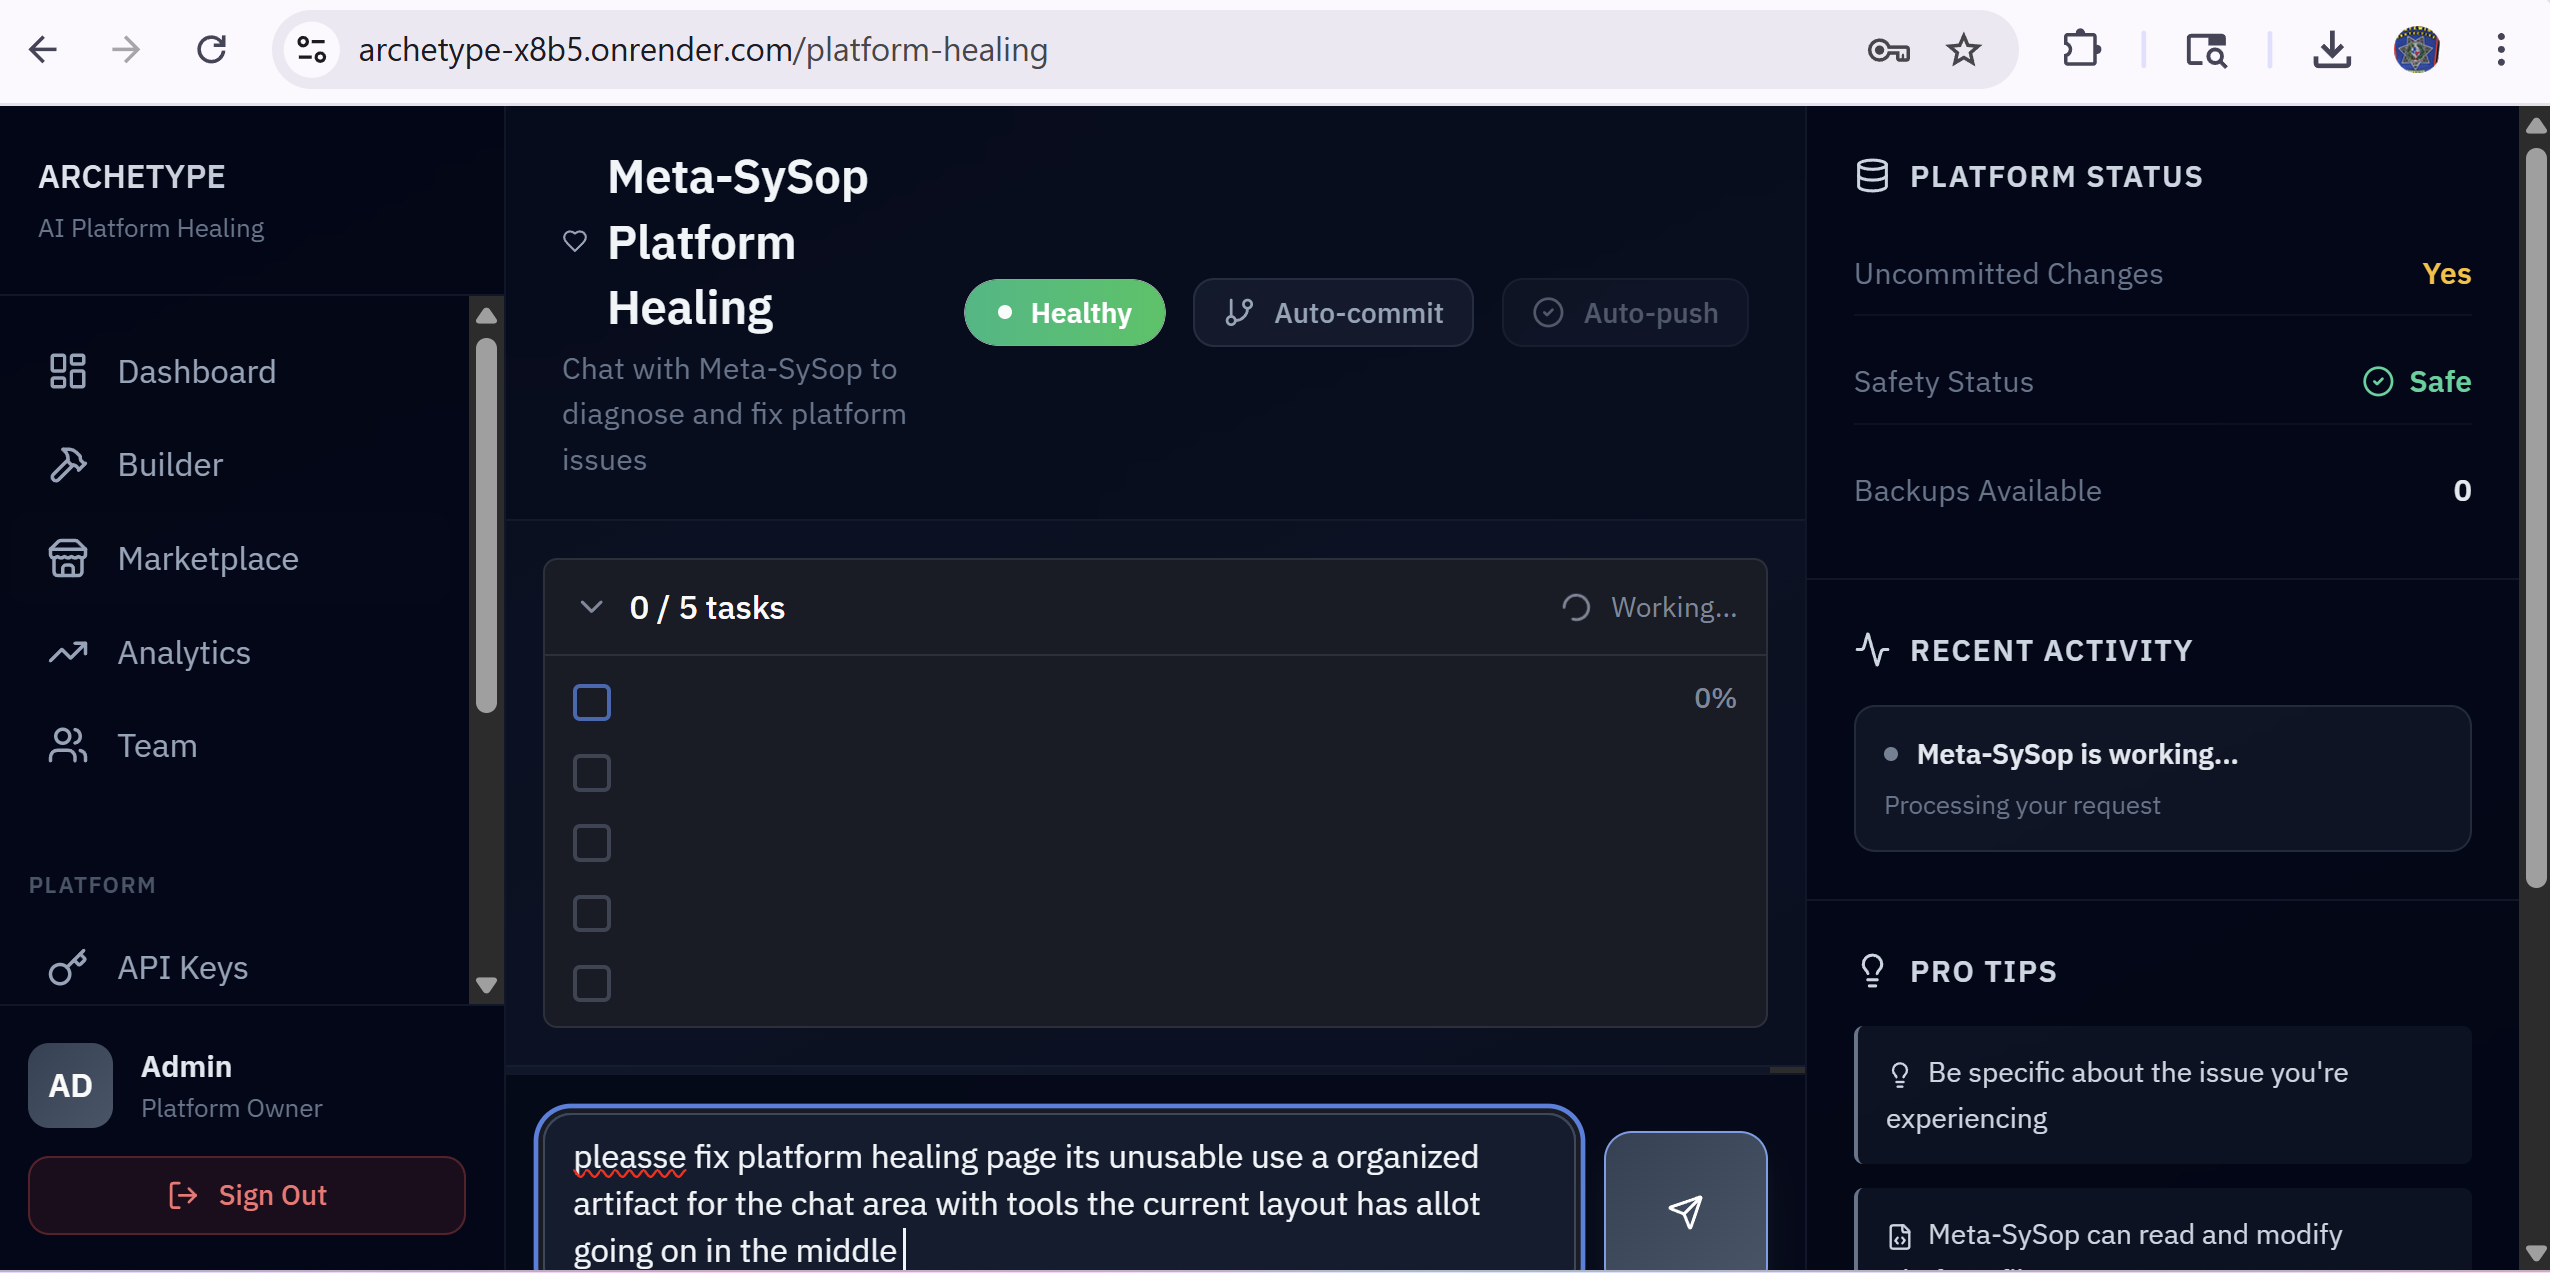 archetype-x8b5.onrender.com/platform-healing
ARCHETYPE
AI Platform Healing
Dashboard
Builder
Marketplace
Analytics
Team
PLATFORM
API Keys
AD
Admin
Platform Owner
Sign Out
Meta-SySop
Platform
Healing
Chat with Meta-SySop to
diagnose and fix platform
issues
Healthy
Auto-commit
Auto-push
0 / 5 tasks
Working...
0%
pleasse fix platform healing page its unusable use a organized
artifact for the chat area with tools the current layout has allot
going on in the middle
PLATFORM STATUS
Uncommitted Changes
Yes
Safety Status
Safe
Backups Available
0
RECENT ACTIVITY
Meta-SySop is working...
Processing your request
PRO TIPS
Be specific about the issue you're
experiencing
Meta-SySop can read and modify